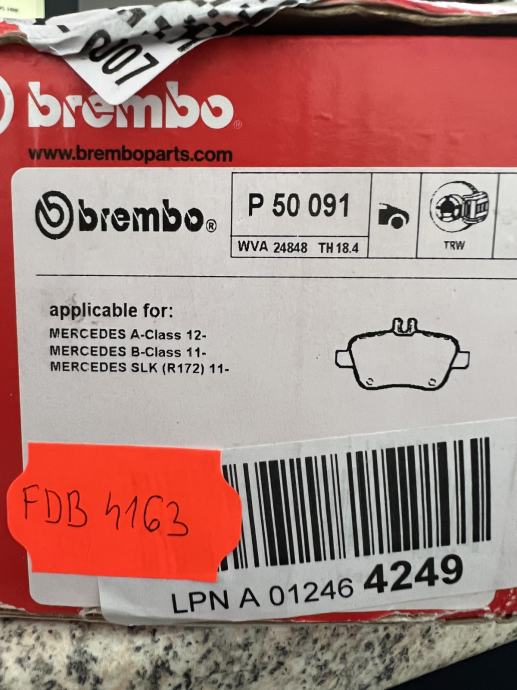 RJ07
brembo
www.bremboparts.com
brembo®
P 50 091
WVA 24848 TH 18.4
TRW
applicable for:
MERCEDES A-Class 12-
MERCEDES B-Class 11-
MERCEDES SLK (R172) 11-
FDB 4163
LPN A 01246 4249